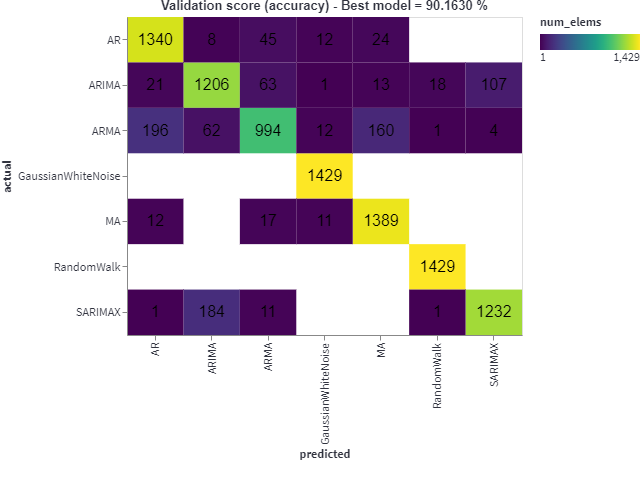 Validation score (accuracy) - Best model = 90.1630 %
num_elems
1 1,429
actual
AR 1340 8 45 12 24
ARIMA 21 1206 63 1 13 18 107
ARMA 196 62 994 12 160 1 4
GaussianWhiteNoise 1429
MA 12 17 11 1389
RandomWalk 1429
SARIMAX 1 184 11 1 1232
AR ARIMA ARMA GaussianWhiteNoise MA RandomWalk SARIMAX
predicted